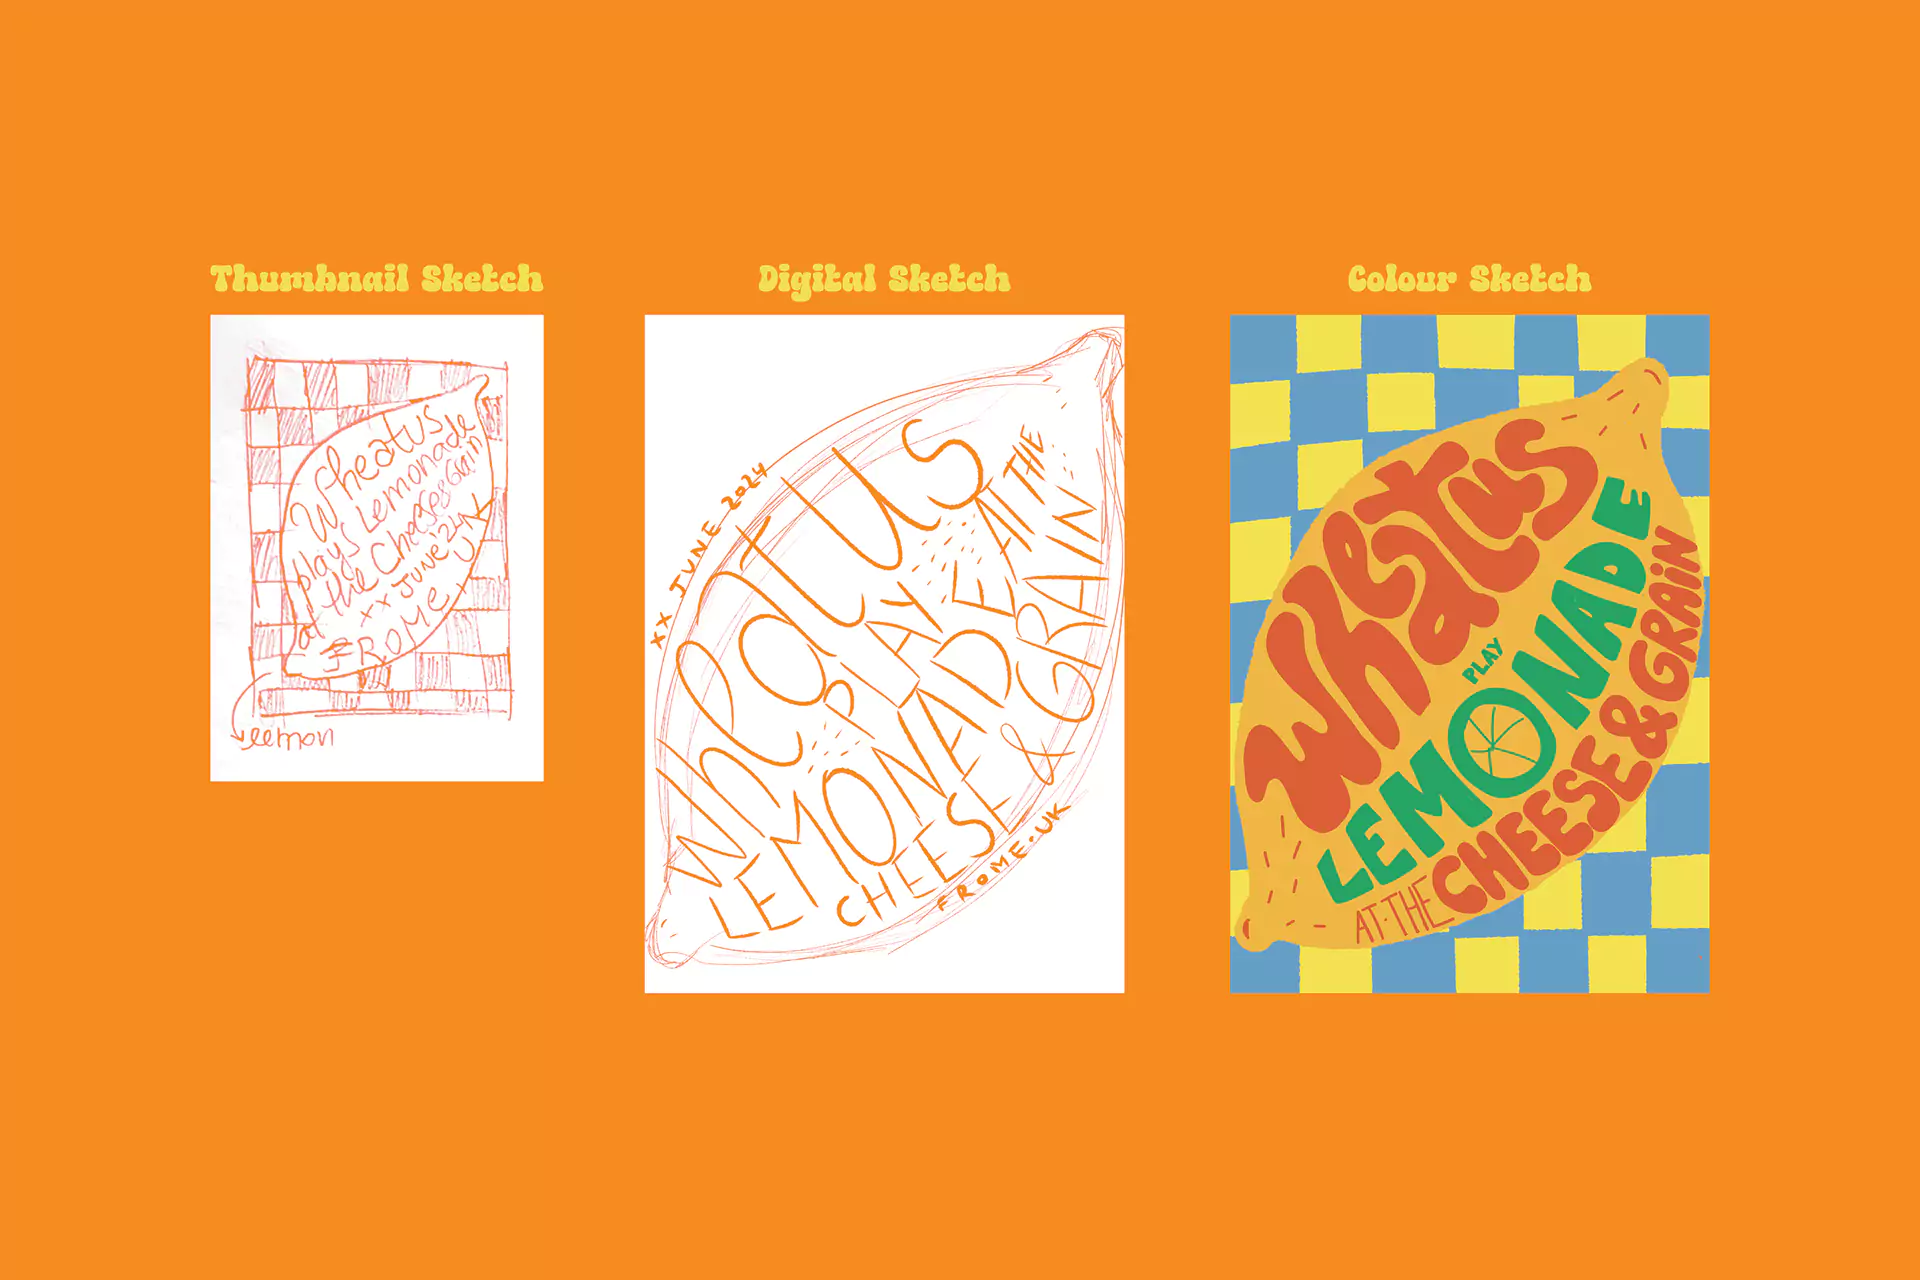 Thumbnail Sketch
Wheatus
plays Lemonade
at the Cheese & Grain
xx JUNE '24
FROME UK
lemon
Digital Sketch
xx JUNE 2024
Wheatus
PLAY
LEMONADE AT THE
CHEESE & GRAIN
FROME·UK
Colour Sketch
Wheatus
PLAY
LEMONADE
AT·THE CHEESE & GRAiN